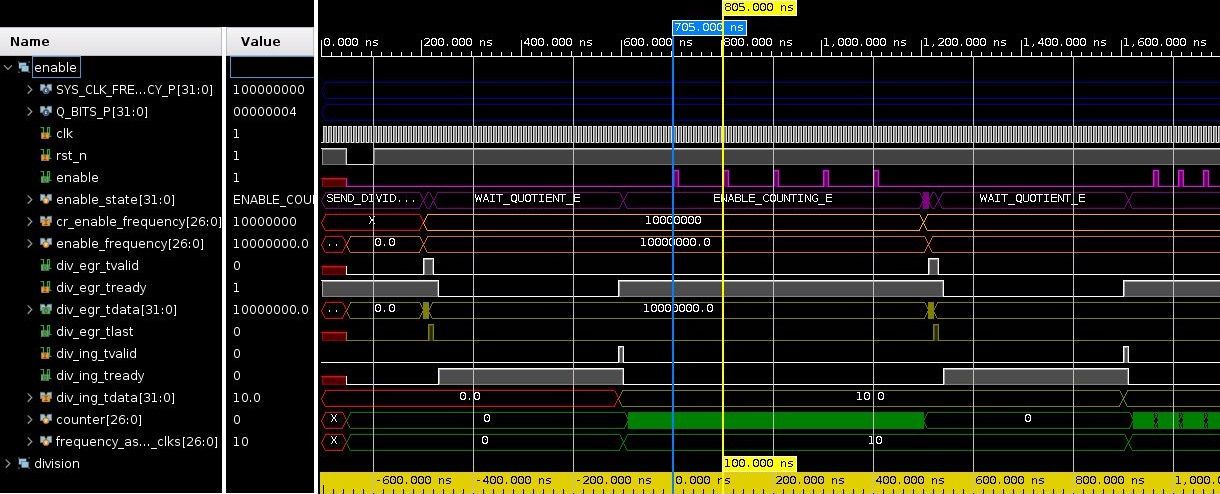 805.000 ns
705.000 ns
Name Value 0.000 ns 200.000 ns 400.000 ns 600.000 ns 800.000 ns 1,000.000 ns 1,200.000 ns 1,400.000 ns 1,600.000 ns
enable
SYS_CLK_FRE...CY_P[31:0] 100000000
Q_BITS_P[31:0] 00000004
clk 1
rst_n 1
enable 1
enable_state[31:0] ENABLE_COU SEND_DIVID... WAIT_QUOTIENT_E ENABLE_COUNTING_E WAIT_QUOTIENT_E
cr_enable_frequency[26:0] 10000000 X 10000000
enable_frequency[26:0] 10000000.0 .. 0.0 10000000.0
div_egr_tvalid 0
div_egr_tready 1
div_egr_tdata[31:0] 10000000.0 .. 0.0 10000000.0
div_egr_tlast 0
div_ing_tvalid 0
div_ing_tready 0
div_ing_tdata[31:0] 10.0 0.0 10.0
counter[26:0] 0 X 0 0
frequency_as..._clks[26:0] 10 X 0 10
division 100.000 ns
-600.000 ns -400.000 ns -200.000 ns 0.000 ns 200.000 ns 400.000 ns 600.000 ns 800.000 ns 1,000.0